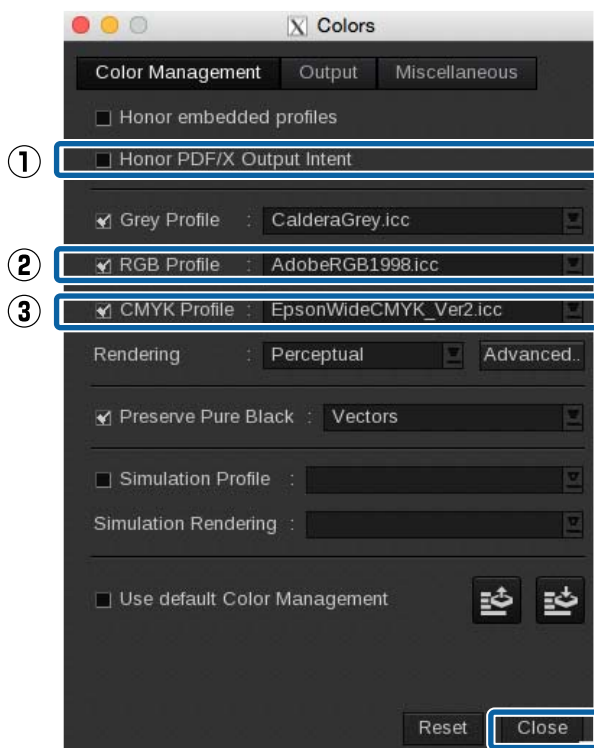 X Colors
Color Management Output Miscellaneous
Honor embedded profiles
① Honor PDF/X Output Intent
Grey Profile : CalderaGrey.icc
② RGB Profile : AdobeRGB1998.icc
③ CMYK Profile : EpsonWideCMYK_Ver2.icc
Rendering : Perceptual Advanced..
Preserve Pure Black : Vectors
Simulation Profile :
Simulation Rendering :
Use default Color Management
Reset Close